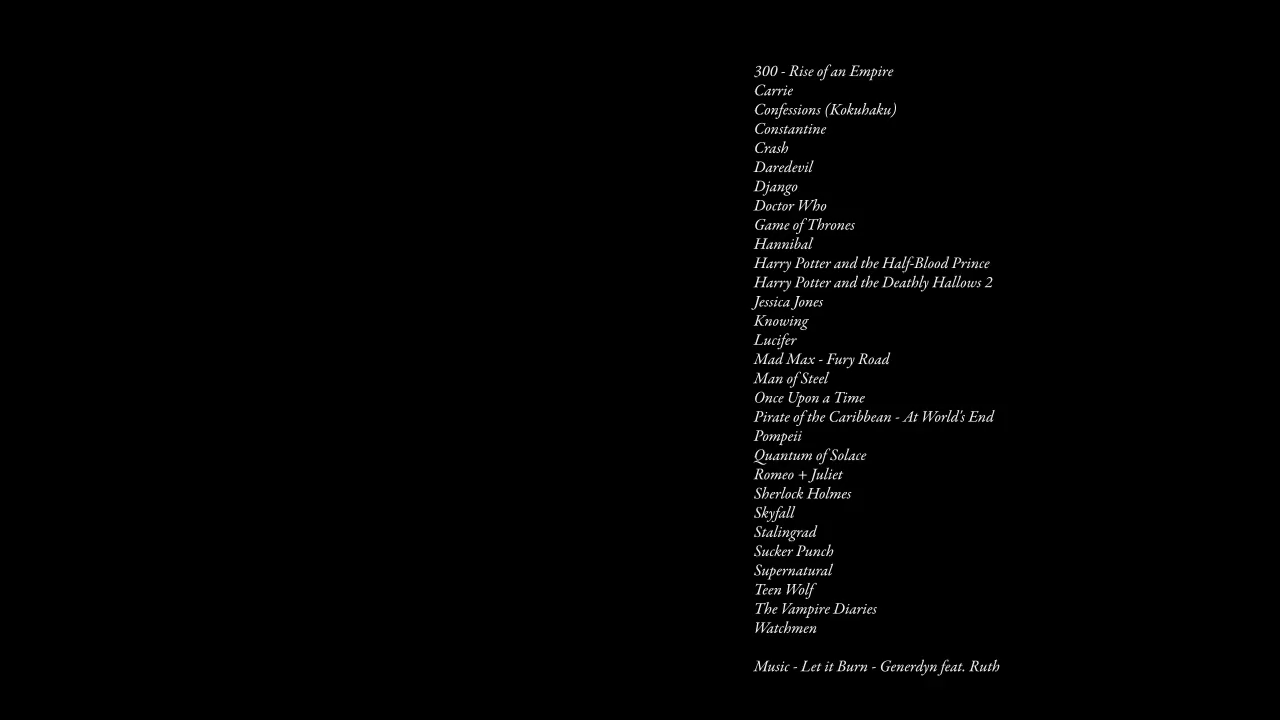 300 - Rise of an Empire
Carrie
Confessions (Kokuhaku)
Constantine
Crash
Daredevil
Django
Doctor Who
Game of Thrones
Hannibal
Harry Potter and the Half-Blood Prince
Harry Potter and the Deathly Hallows 2
Jessica Jones
Knowing
Lucifer
Mad Max - Fury Road
Man of Steel
Once Upon a Time
Pirate of the Caribbean - At World's End
Pompeii
Quantum of Solace
Romeo + Juliet
Sherlock Holmes
Skyfall
Stalingrad
Sucker Punch
Supernatural
Teen Wolf
The Vampire Diaries
Watchmen
Music - Let it Burn - Generdyn feat. Ruth